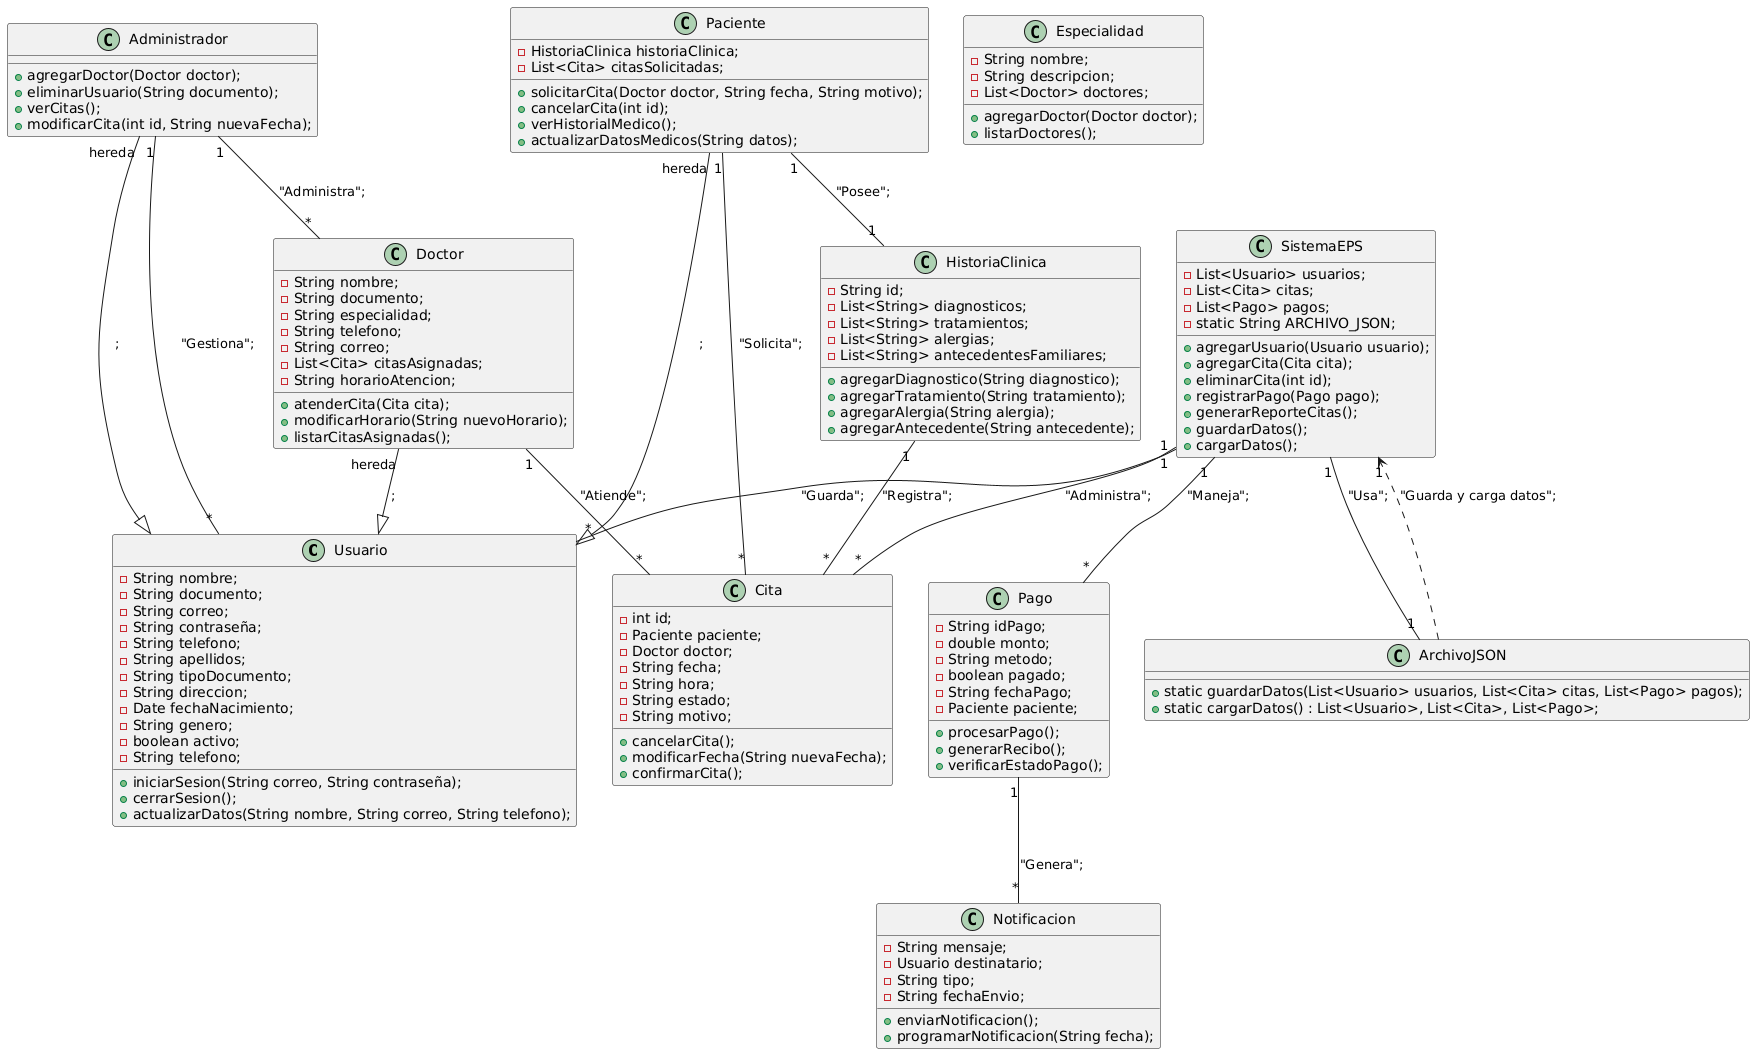 C Administrador
agregarDoctor(Doctor doctor);
eliminarUsuario(String documento);
verCitas();
modificarCita(int id, String nuevaFecha);
C Paciente
HistoriaClinica historiaClinica;
List<Cita> citasSolicitadas;
solicitarCita(Doctor doctor, String fecha, String motivo);
cancelarCita(int id);
verHistorialMedico();
actualizarDatosMedicos(String datos);
C Especialidad
String nombre;
String descripcion;
List<Doctor> doctores;
agregarDoctor(Doctor doctor);
listarDoctores();
hereda
1
1
hereda
1
1
"Administra";
"Posee";
*
1
C Doctor
String nombre;
String documento;
String especialidad;
String telefono;
String correo;
List<Cita> citasAsignadas;
String horarioAtencion;
atenderCita(Cita cita);
modificarHorario(String nuevoHorario);
listarCitasAsignadas();
C HistoriaClinica
String id;
List<String> diagnosticos;
List<String> tratamientos;
List<String> alergias;
List<String> antecedentesFamiliares;
agregarDiagnostico(String diagnostico);
agregarTratamiento(String tratamiento);
agregarAlergia(String alergia);
agregarAntecedente(String antecedente);
C SistemaEPS
List<Usuario> usuarios;
List<Cita> citas;
List<Pago> pagos;
static String ARCHIVO_JSON;
agregarUsuario(Usuario usuario);
agregarCita(Cita cita);
eliminarCita(int id);
registrarPago(Pago pago);
generarReporteCitas();
guardarDatos();
cargarDatos();
;
"Gestiona";
;
"Solicita";
hereda
1
1
1
1
1
1
1
;
"Atiende";
"Guarda";
"Registra";
"Administra";
"Maneja";
"Usa";
"Guarda y carga datos";
*
*
*
*
*
*
*
1
C Usuario
String nombre;
String documento;
String correo;
String contraseña;
String telefono;
String apellidos;
String tipoDocumento;
String direccion;
Date fechaNacimiento;
String genero;
boolean activo;
String telefono;
iniciarSesion(String correo, String contraseña);
cerrarSesion();
actualizarDatos(String nombre, String correo, String telefono);
C Cita
int id;
Paciente paciente;
Doctor doctor;
String fecha;
String hora;
String estado;
String motivo;
cancelarCita();
modificarFecha(String nuevaFecha);
confirmarCita();
C Pago
String idPago;
double monto;
String metodo;
boolean pagado;
String fechaPago;
Paciente paciente;
procesarPago();
generarRecibo();
verificarEstadoPago();
C ArchivoJSON
static guardarDatos(List<Usuario> usuarios, List<Cita> citas, List<Pago> pagos);
static cargarDatos() : List<Usuario>, List<Cita>, List<Pago>;
1
"Genera";
*
C Notificacion
String mensaje;
Usuario destinatario;
String tipo;
String fechaEnvio;
enviarNotificacion();
programarNotificacion(String fecha);